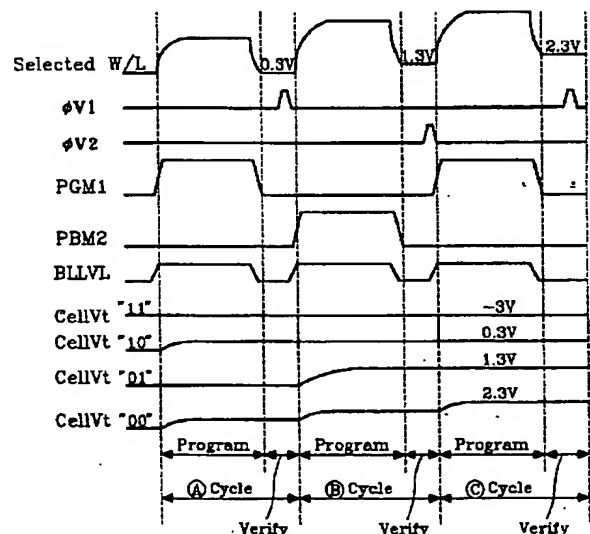 Selected W/L 0.3V 1.3V 2.3V
φV1
φV2
PGM1
PBM2
BLLVL
CellVt "11" -3V
CellVt "10" 0.3V
CellVt "01" 1.3V
CellVt "00" 2.3V
Program Program Program
Ⓐ Cycle Ⓑ Cycle Ⓒ Cycle
Verify Verify Verify